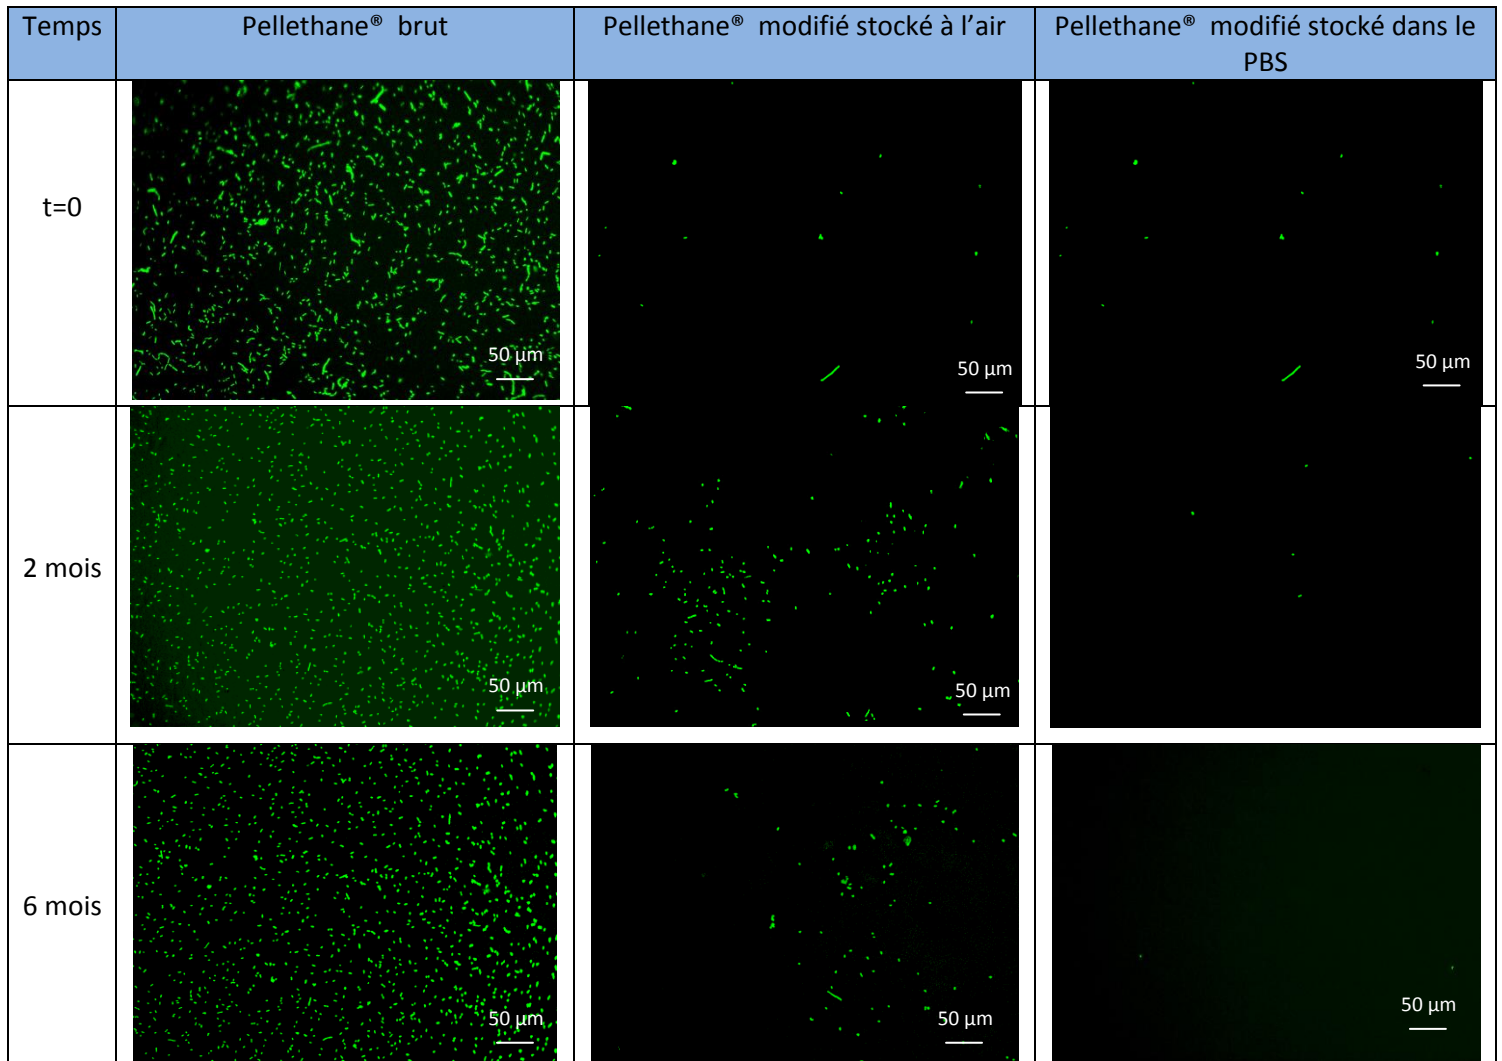 Temps
Pellethane® brut
Pellethane® modifié stocké à l’air
Pellethane® modifié stocké dans le
PBS
t=0
50 µm
50 µm
50 µm
2 mois
50 µm
50 µm
6 mois
50 µm
50 µm
50 µm